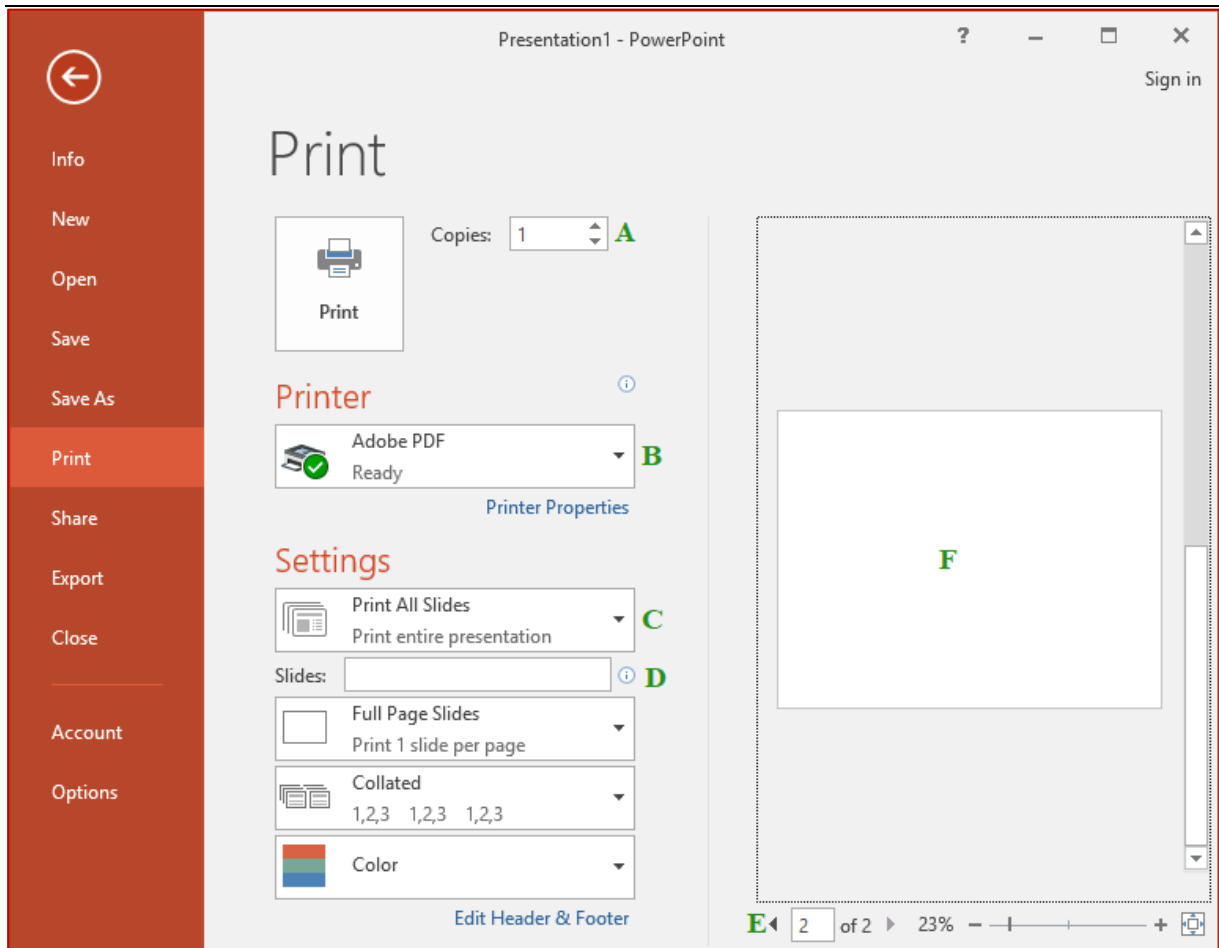 Presentation1 - PowerPoint
?
Sign in
Info
New
Open
Save
Save As
Print
Share
Export
Close
Account
Options
Print
Print
Copies: 1 A
Printer
Adobe PDF
Ready
B
Printer Properties
Settings
Print All Slides
Print entire presentation
C
Slides: D
Full Page Slides
Print 1 slide per page
Collated
1,2,3 1,2,3 1,2,3
Color
Edit Header & Footer
F
E 2 of 2 23% - +